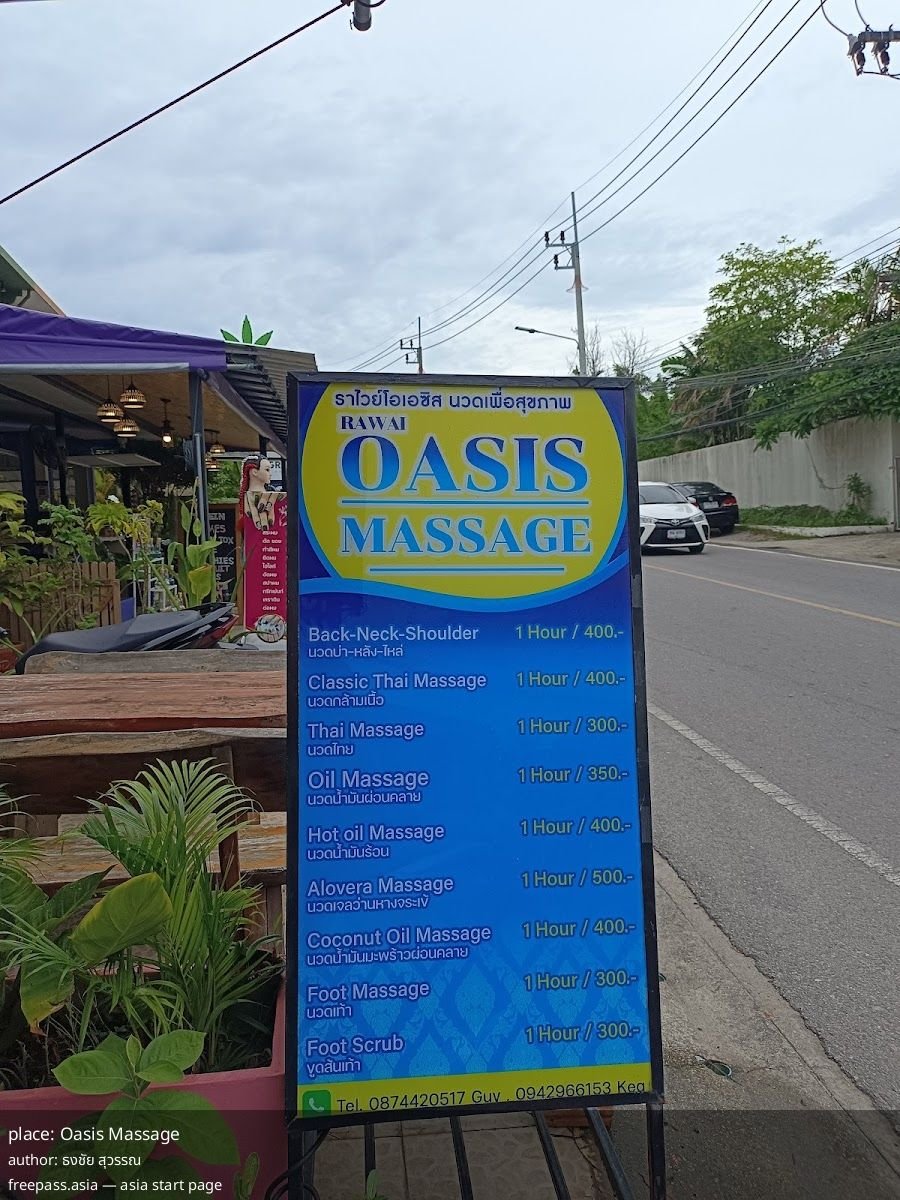 ราไวย์โอเอซิส นวดเพื่อสุขภาพ
RAWAI
OASIS
MASSAGE
Back-Neck-Shoulder 1 Hour / 400.-
นวดบ่า-หลัง-ไหล่
Classic Thai Massage 1 Hour / 400.-
นวดกล้ามเนื้อ
Thai Massage 1 Hour / 300.-
นวดไทย
Oil Massage 1 Hour / 350.-
นวดน้ำมันผ่อนคลาย
Hot oil Massage 1 Hour / 400.-
นวดน้ำมันร้อน
Alovera Massage 1 Hour / 500.-
นวดเจลว่านหางจระเข้
Coconut Oil Massage 1 Hour / 400.-
นวดน้ำมันมะพร้าวผ่อนคลาย
Foot Massage 1 Hour / 300.-
นวดเท้า
Foot Scrub 1 Hour / 300.-
ขูดส้นเท้า
Tel. 0874420517 Guy . 0942966153 Keg
place: Oasis Massage
author: ธงชัย สุวรรณ
freepass.asia — asia start page